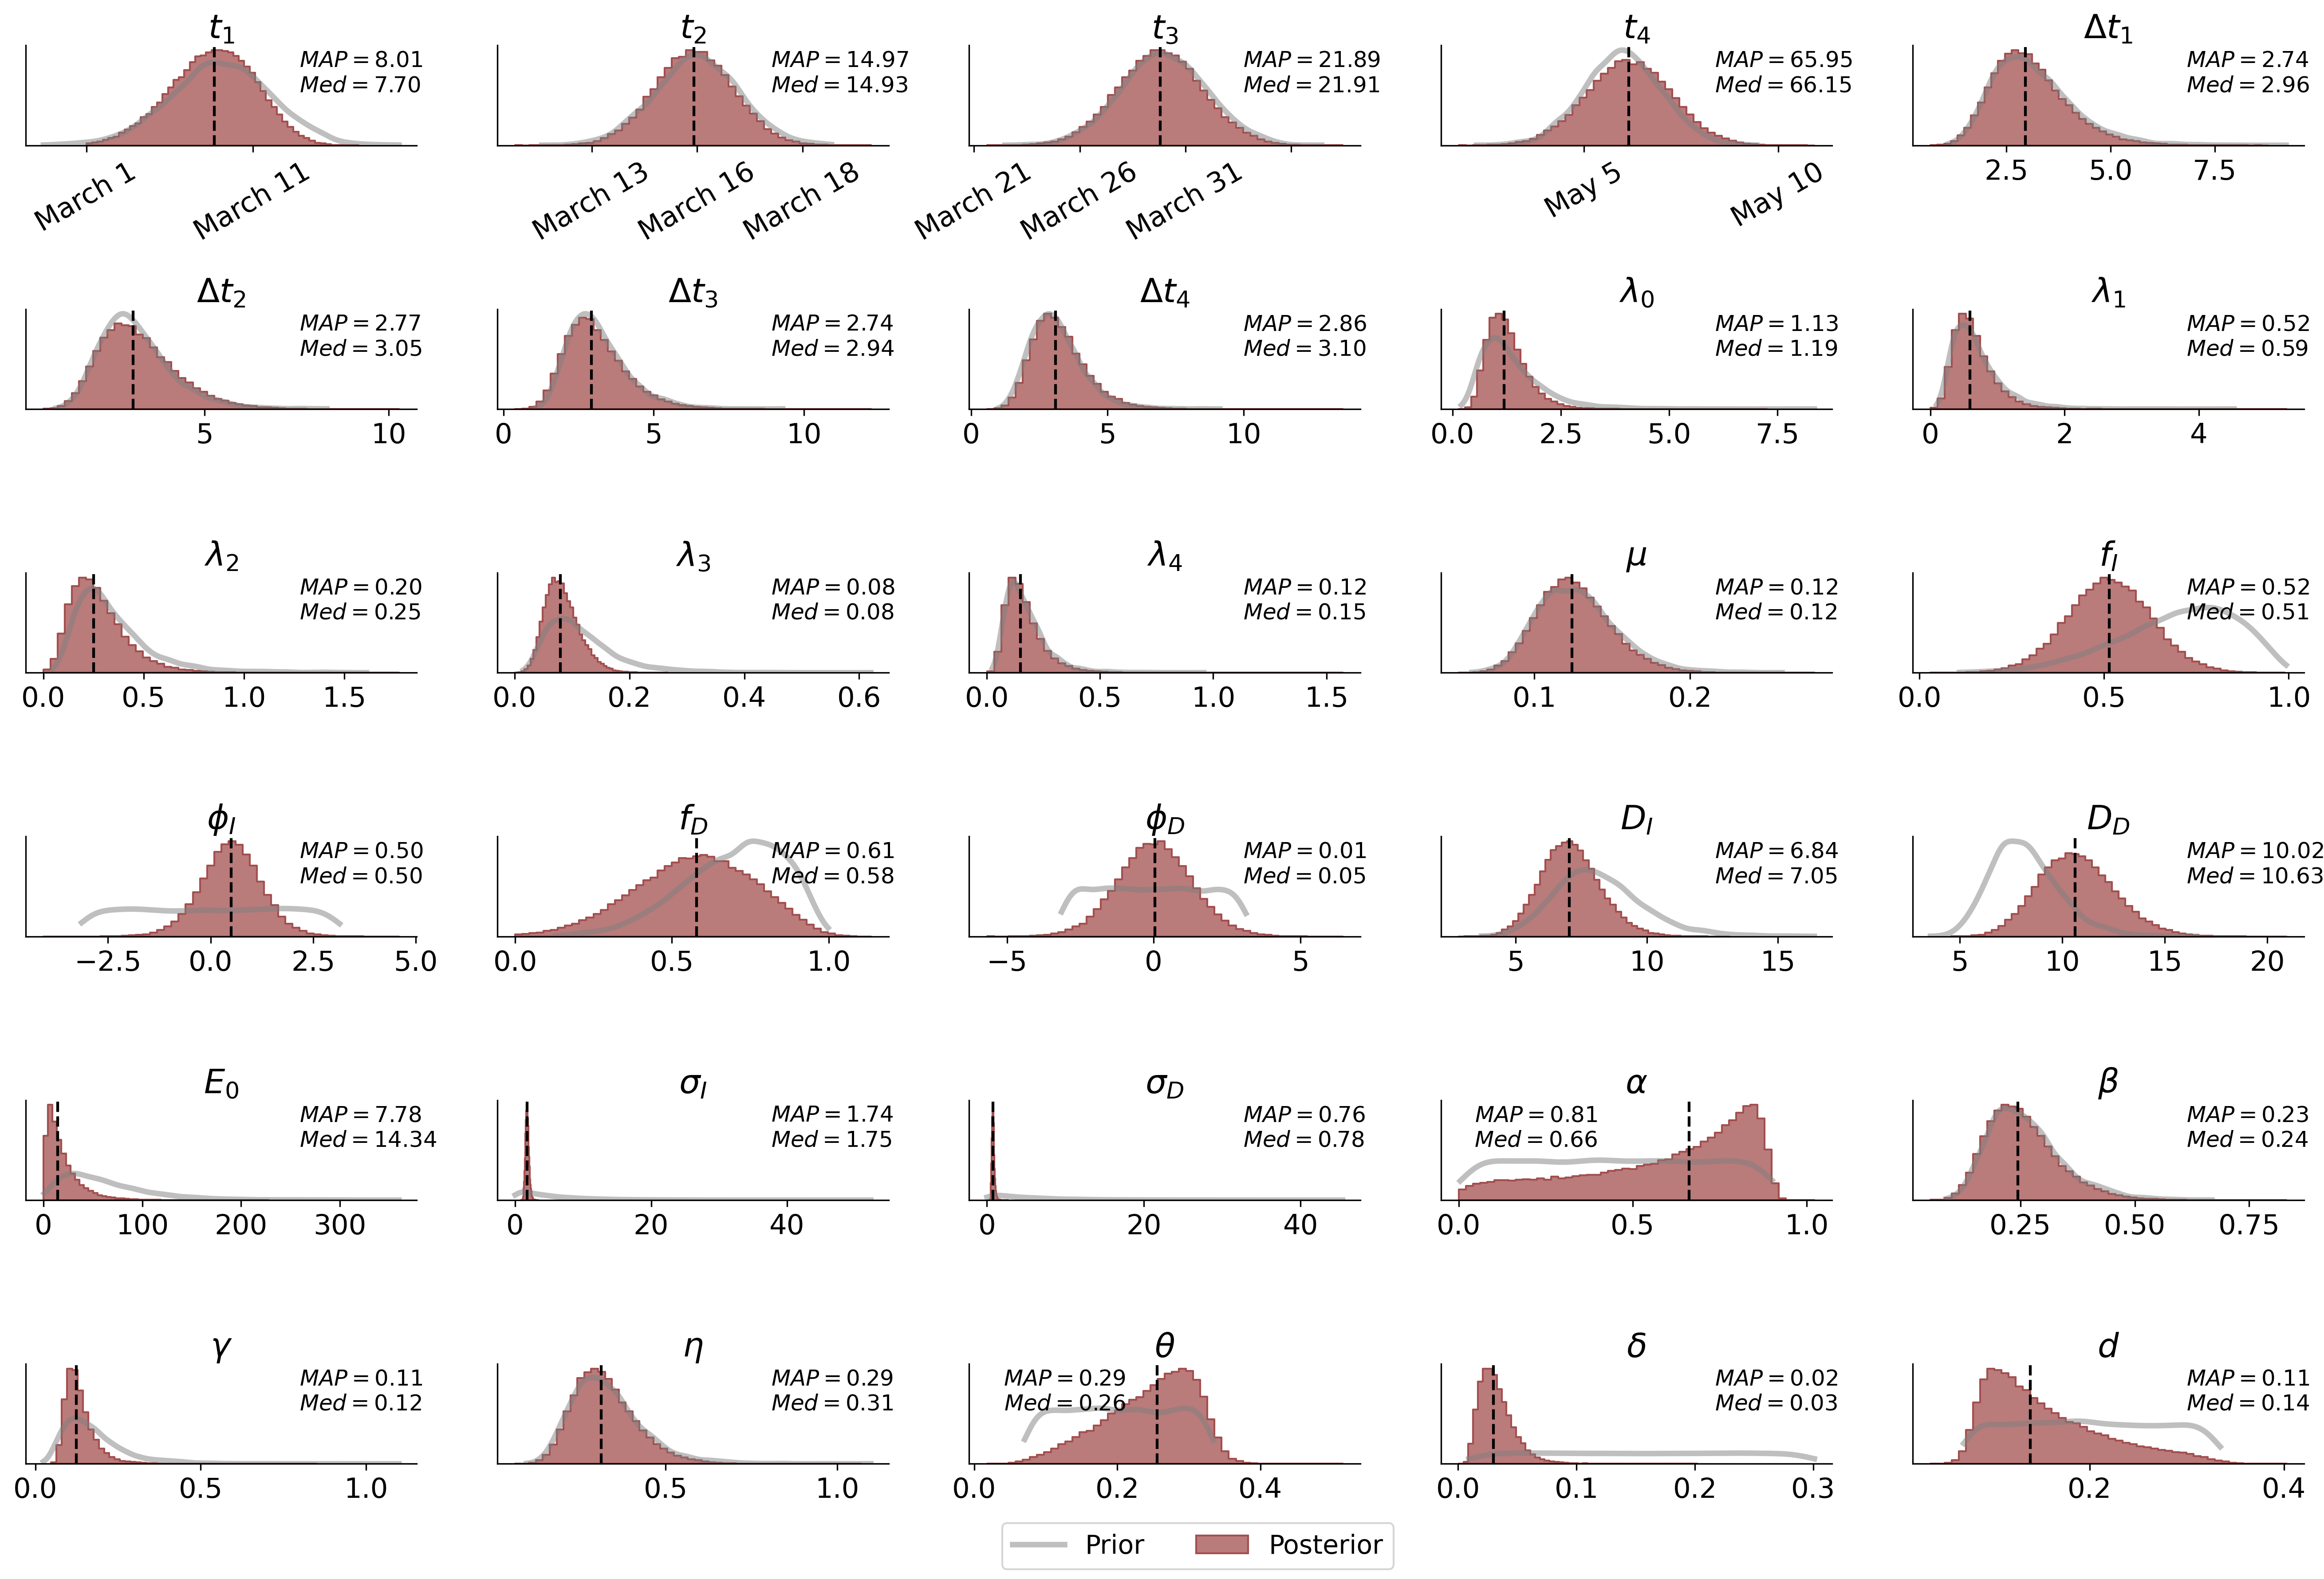 t₁
MAP = 8.01
Med = 7.70
March 1
March 11
t₂
MAP = 14.97
Med = 14.93
March 13
March 16
March 18
t₃
MAP = 21.89
Med = 21.91
March 21
March 26
March 31
t₄
MAP = 65.95
Med = 66.15
May 5
May 10
Δt₁
MAP = 2.74
Med = 2.96
2.5 5.0 7.5
Δt₂
MAP = 2.77
Med = 3.05
5 10
Δt₃
MAP = 2.74
Med = 2.94
0 5 10
Δt₄
MAP = 2.86
Med = 3.10
0 5 10
λ₀
MAP = 1.13
Med = 1.19
0.0 2.5 5.0 7.5
λ₁
MAP = 0.52
Med = 0.59
0 2 4
λ₂
MAP = 0.20
Med = 0.25
0.0 0.5 1.0 1.5
λ₃
MAP = 0.08
Med = 0.08
0.0 0.2 0.4 0.6
λ₄
MAP = 0.12
Med = 0.15
0.0 0.5 1.0 1.5
μ
MAP = 0.12
Med = 0.12
0.1 0.2
f_I
MAP = 0.52
Med = 0.51
0.0 0.5 1.0
ϕ_I
MAP = 0.50
Med = 0.50
−2.5 0.0 2.5 5.0
f_D
MAP = 0.61
Med = 0.58
0.0 0.5 1.0
ϕ_D
MAP = 0.01
Med = 0.05
−5 0 5
D_I
MAP = 6.84
Med = 7.05
5 10 15
D_D
MAP = 10.02
Med = 10.63
5 10 15 20
E₀
MAP = 7.78
Med = 14.34
0 100 200 300
σ_I
MAP = 1.74
Med = 1.75
0 20 40
σ_D
MAP = 0.76
Med = 0.78
0 20 40
α
MAP = 0.81
Med = 0.66
0.0 0.5 1.0
β
MAP = 0.23
Med = 0.24
0.25 0.50 0.75
γ
MAP = 0.11
Med = 0.12
0.0 0.5 1.0
η
MAP = 0.29
Med = 0.31
0.5 1.0
θ
MAP = 0.29
Med = 0.26
0.0 0.2 0.4
δ
MAP = 0.02
Med = 0.03
0.0 0.1 0.2 0.3
d
MAP = 0.11
Med = 0.14
0.2 0.4
Prior Posterior